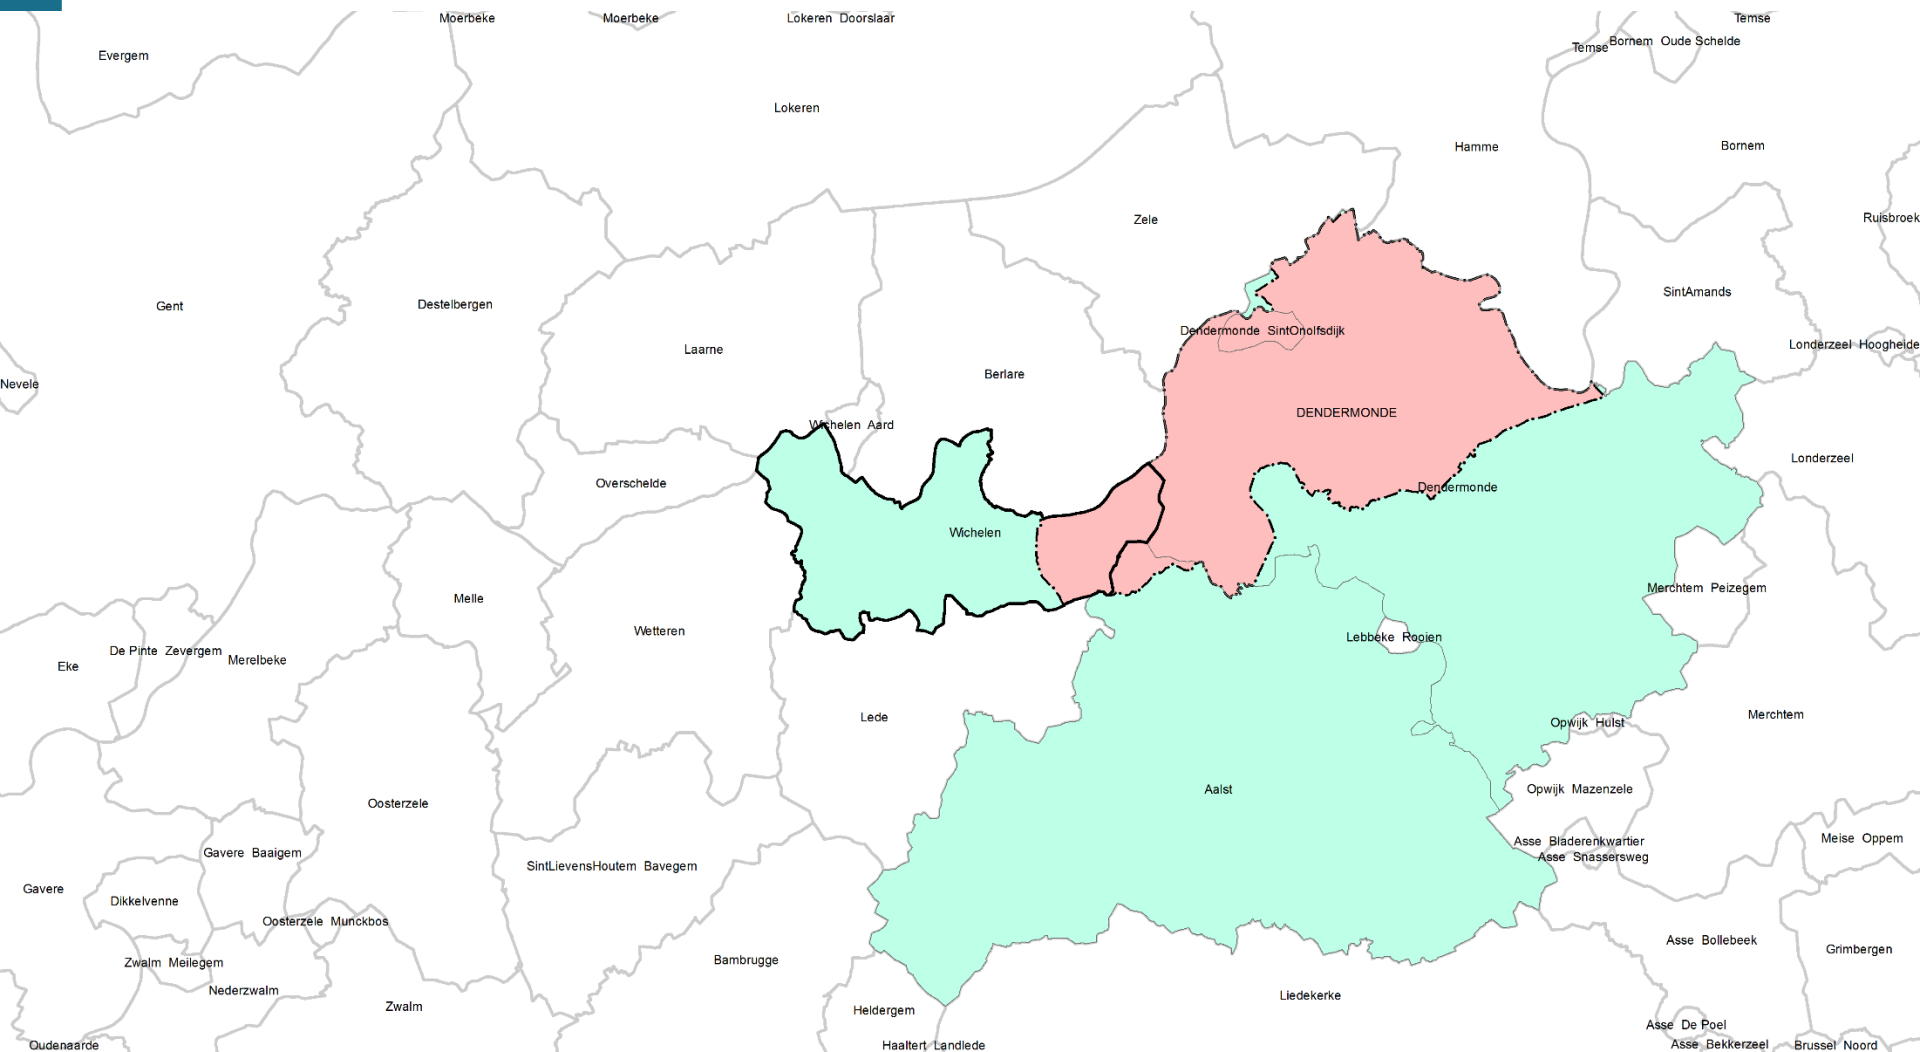 Moerbeke
Moerbeke
Lokeren Doorslaar
Temse
Evergem
Temse
Bornem Oude Schelde
Lokeren
Hamme
Bornem
Zele
Ruisbroek
Gent
Destelbergen
SintAmands
Dendermonde SintOnolfsdijk
Laarne
Londerzeel Hoogheide
Nevele
Berlare
DENDERMONDE
Wichelen Aard
Londerzeel
Overschelde
Dendermonde
Wichelen
Merchtem Peizegem
Melle
Wetteren
Lebbeke Rooien
De Pinte Zevergem
Merelbeke
Eke
Lede
Merchtem
Opwijk Hulst
Aalst
Opwijk Mazenzele
Oosterzele
Meise Oppem
Asse Bladerenkwartier
Gavere Baaigem
Asse Snassersweg
SintLievensHoutem Bavegem
Gavere
Dikkelvenne
Oosterzele Munckbos
Asse Bollebeek
Grimbergen
Zwalm Meilegem
Bambrugge
Nederzwalm
Liedekerke
Zwalm
Heldergem
Asse De Poel
Oudenaarde
Haaltert Landlede
Asse Bekkerzeel
Brussel Noord